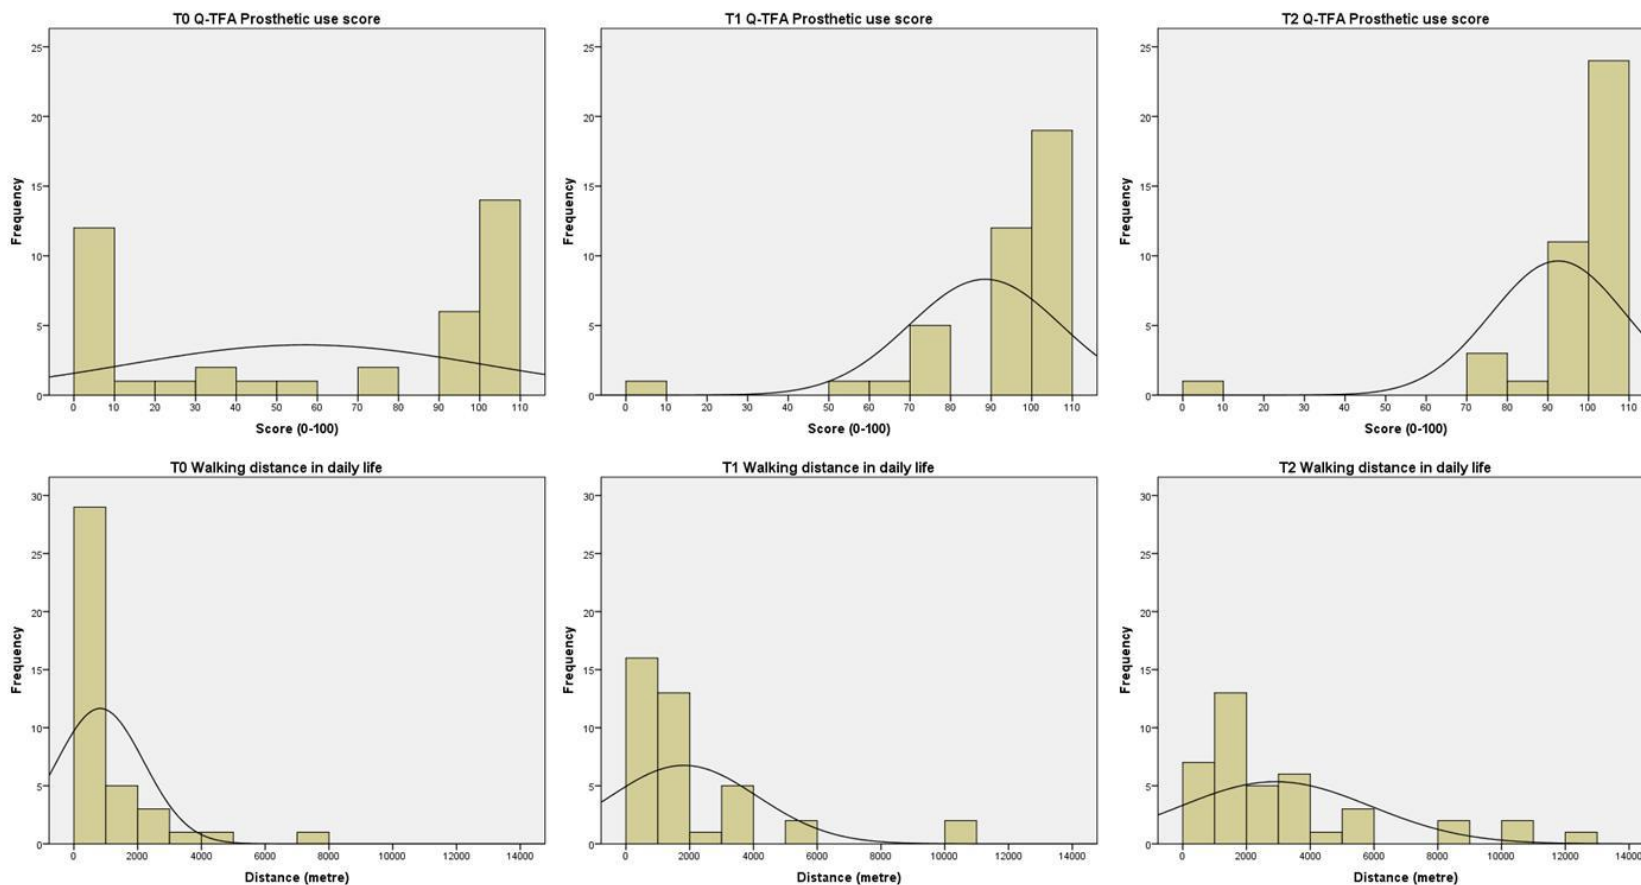 T0 Q-TFA Prosthetic use score
Frequency
25
20
15
10
5
0
0 10 20 30 40 50 60 70 80 90 100 110
Score (0-100)
T1 Q-TFA Prosthetic use score
Frequency
25
20
15
10
5
0
0 10 20 30 40 50 60 70 80 90 100 110
Score (0-100)
T2 Q-TFA Prosthetic use score
Frequency
25
20
15
10
5
0
0 10 20 30 40 50 60 70 80 90 100 110
Score (0-100)
T0 Walking distance in daily life
Frequency
30
25
20
15
10
5
0
0 2000 4000 6000 8000 10000 12000 14000
Distance (metre)
T1 Walking distance in daily life
Frequency
30
25
20
15
10
5
0
0 2000 4000 6000 8000 10000 12000 14000
Distance (metre)
T2 Walking distance in daily life
Frequency
30
25
20
15
10
5
0
0 2000 4000 6000 8000 10000 12000 14000
Distance (metre)